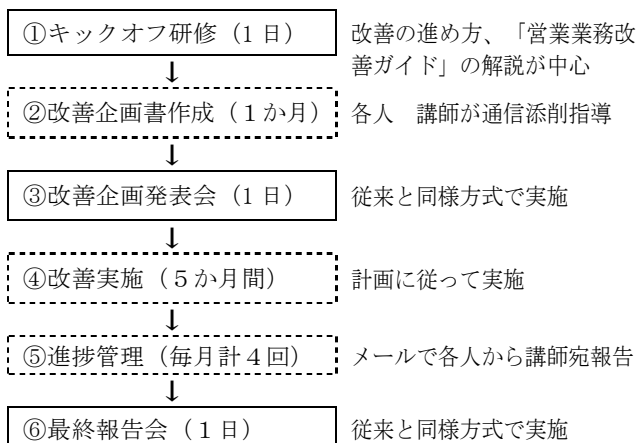 ①キックオフ研修（1日）
改善の進め方、「営業業務改
善ガイド」の解説が中心
↓
②改善企画書作成（１か月）
各人　講師が通信添削指導
↓
③改善企画発表会（1日）
従来と同様方式で実施
↓
④改善実施（５か月間）
計画に従って実施
↓
⑤進捗管理（毎月計４回）
メールで各人から講師宛報告
↓
⑥最終報告会（１日）
従来と同様方式で実施